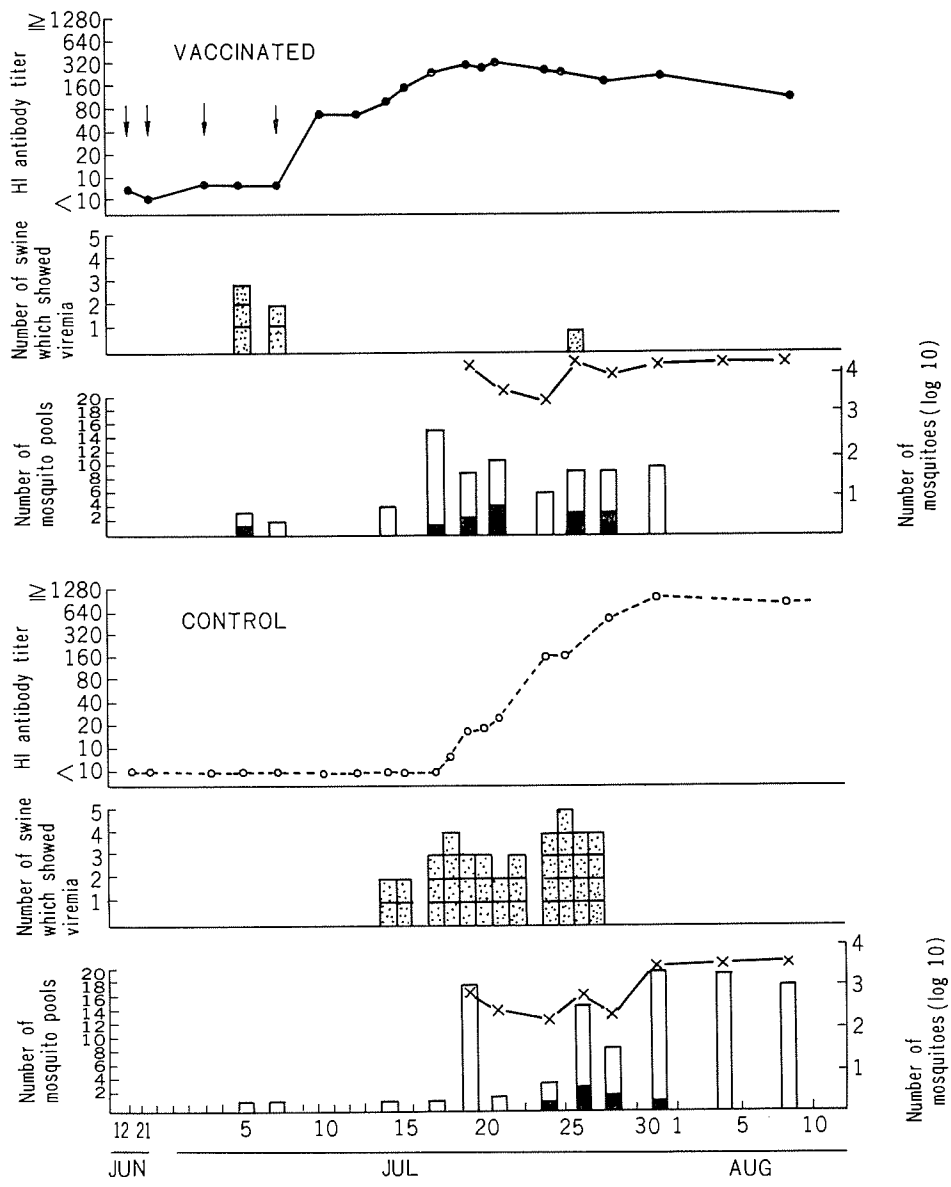 ≧1280
640
320
160
80
40
20
10
<10
HI antibody titer
VACCINATED
5
4
3
2
1
Number of swine
which showed
viremia
20
18
16
14
12
10
8
6
4
2
Number of
mosquito pools
4
3
2
1
Number of
mosquitoes (log 10)
≧1280
640
320
160
80
40
20
10
<10
HI antibody titer
CONTROL
5
4
3
2
1
Number of swine
which showed
viremia
20
18
16
14
12
10
8
6
4
2
Number of
mosquito pools
4
3
2
1
Number of
mosquitoes (log 10)
12 21 5 10 15 20 25 30 1 5 10
JUN JUL AUG